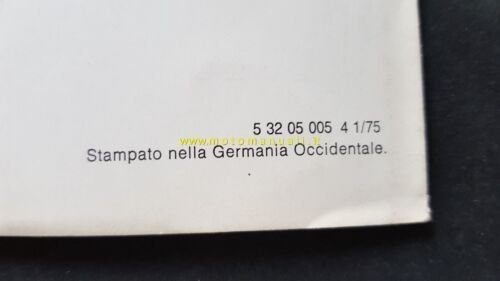 5 32 05 005 4 1/75
www.motomanuali.it
Stampato nella Germania Occidentale.